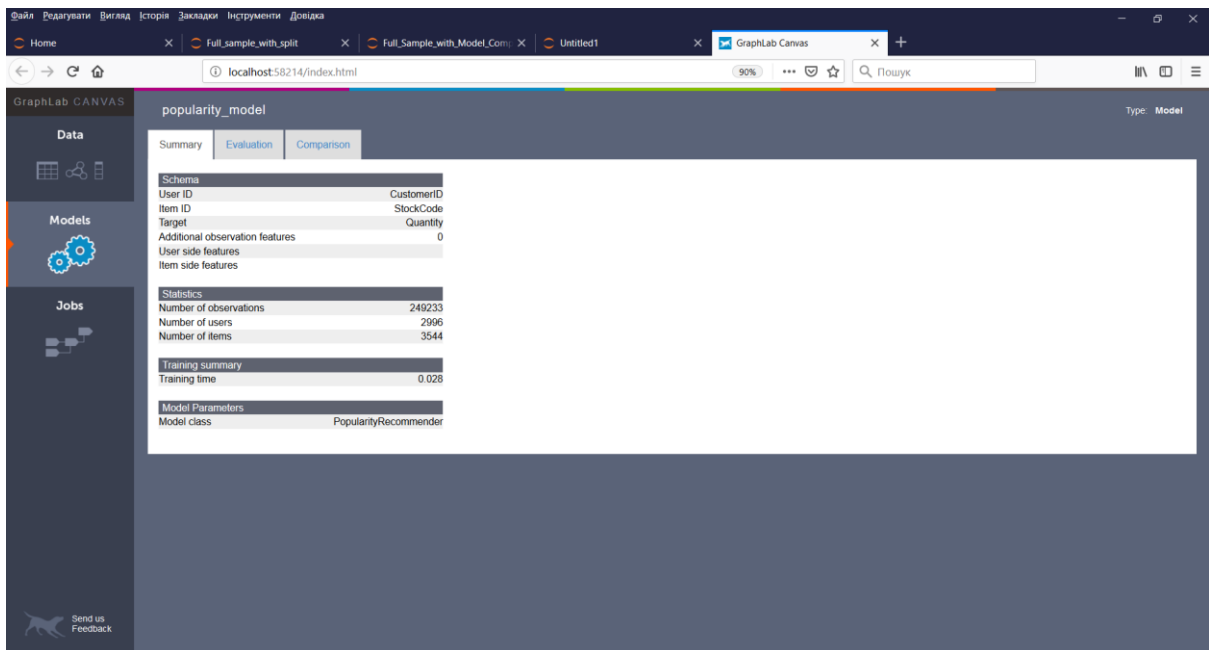 Файл Редагувати Вигляд Історія Закладки Інструменти Довідка
Home Full_sample_with_split Full_Sample_with_Model_Com Untitled1 GraphLab Canvas
localhost:58214/index.html 90% Пошук
GraphLab CANVAS
popularity_model Type: Model
Data
Summary Evaluation Comparison
Schema
User ID CustomerID
Item ID StockCode
Target Quantity
Additional observation features 0
User side features
Item side features
Models
Statistics
Number of observations 249233
Number of users 2996
Number of items 3544
Jobs
Training summary
Training time 0.028
Model Parameters
Model class PopularityRecommender
Send us
Feedback